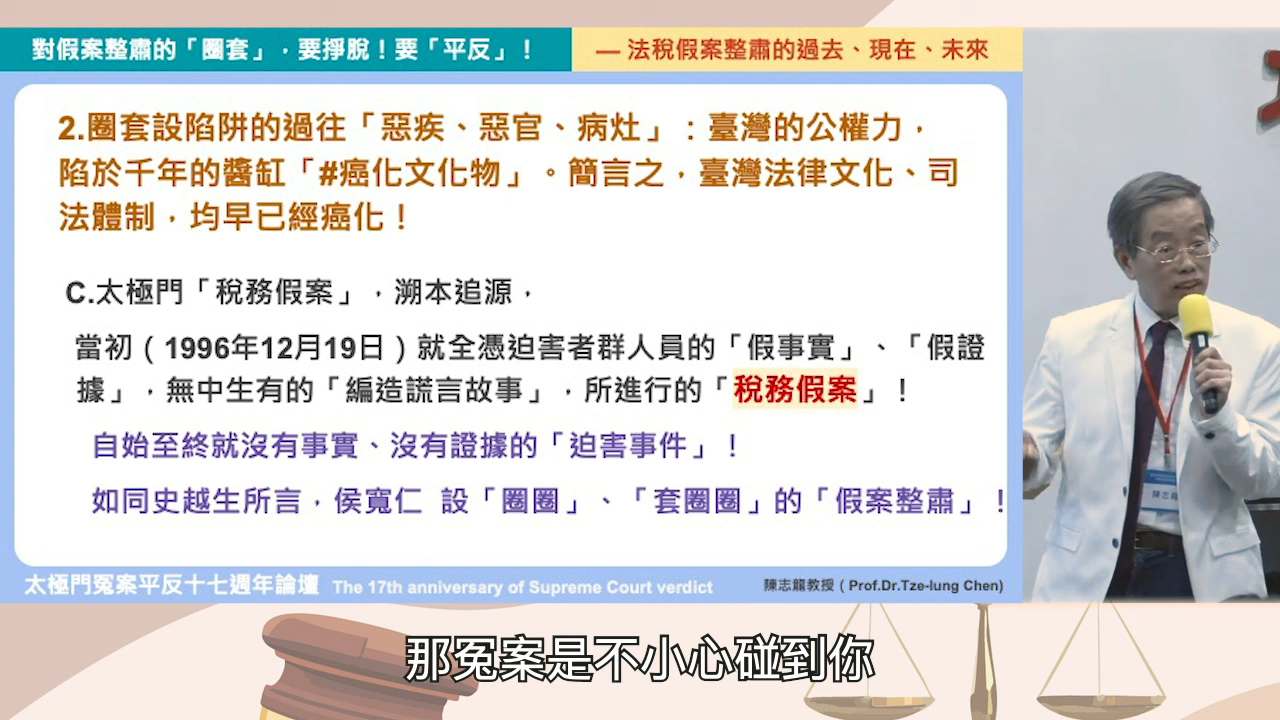 對假案整肅的「圈套」，要掙脫！要「平反」！
— 法稅假案整肅的過去、現在、未來
2.圈套設陷阱的過往「惡疾、惡官、病灶」：臺灣的公權力，
陷於千年的醬缸「#癌化文化物」。簡言之，臺灣法律文化、司
法體制，均早已經癌化！
C.太極門「稅務假案」，溯本追源，
當初（1996年12月19日）就全憑迫害者群人員的「假事實」、「假證
據」，無中生有的「編造謊言故事」，所進行的「稅務假案」！
自始至終就沒有事實、沒有證據的「迫害事件」！
如同史越生所言，侯寬仁 設「圈圈」、「套圈圈」的「假案整肅」！
太極門冤案平反十七週年論壇 The 17th anniversary of Supreme Court verdict
陳志龍教授（Prof.Dr.Tze-lung Chen)
陳志龍
那冤案是不小心碰到你